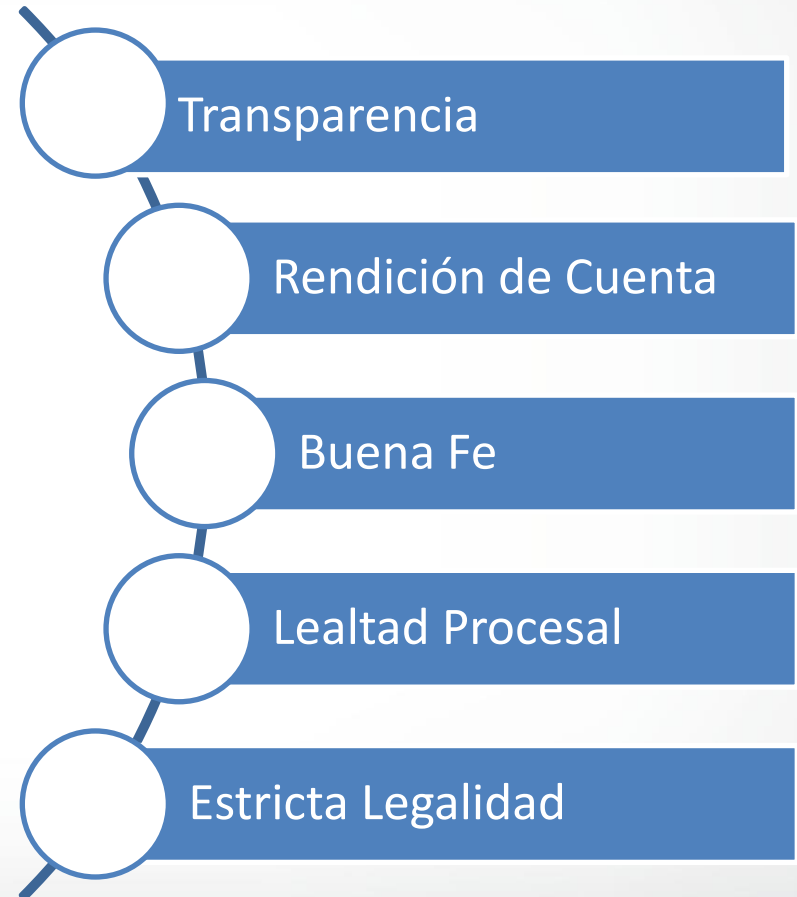 Transparencia
Rendición de Cuenta
Buena Fe
Lealtad Procesal
Estricta Legalidad